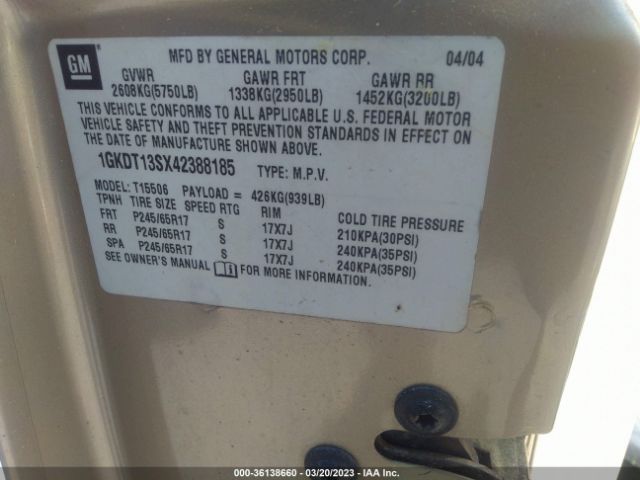 GM
MFD BY GENERAL MOTORS CORP. 04/04
GVWR GAWR FRT GAWR RR
2608KG(5750LB) 1338KG(2950LB) 1452KG(3200LB)
THIS VEHICLE CONFORMS TO ALL APPLICABLE U.S. FEDERAL MOTOR
VEHICLE SAFETY AND THEFT PREVENTION STANDARDS IN EFFECT ON
THE DATE OF MANUFACTURE SHOWN ABOVE.
1GKDT13SX42388185 TYPE: M.P.V.
MODEL: T15506 PAYLOAD = 426KG(939LB)
TPNH TIRE SIZE SPEED RTG RIM COLD TIRE PRESSURE
FRT P245/65R17 S 17X7J 210KPA(30PSI)
RR P245/65R17 S 17X7J 240KPA(35PSI)
SPA P245/65R17 S 17X7J 240KPA(35PSI)
SEE OWNER'S MANUAL FOR MORE INFORMATION.
000-36138660 — 03/20/2023 — IAA Inc.